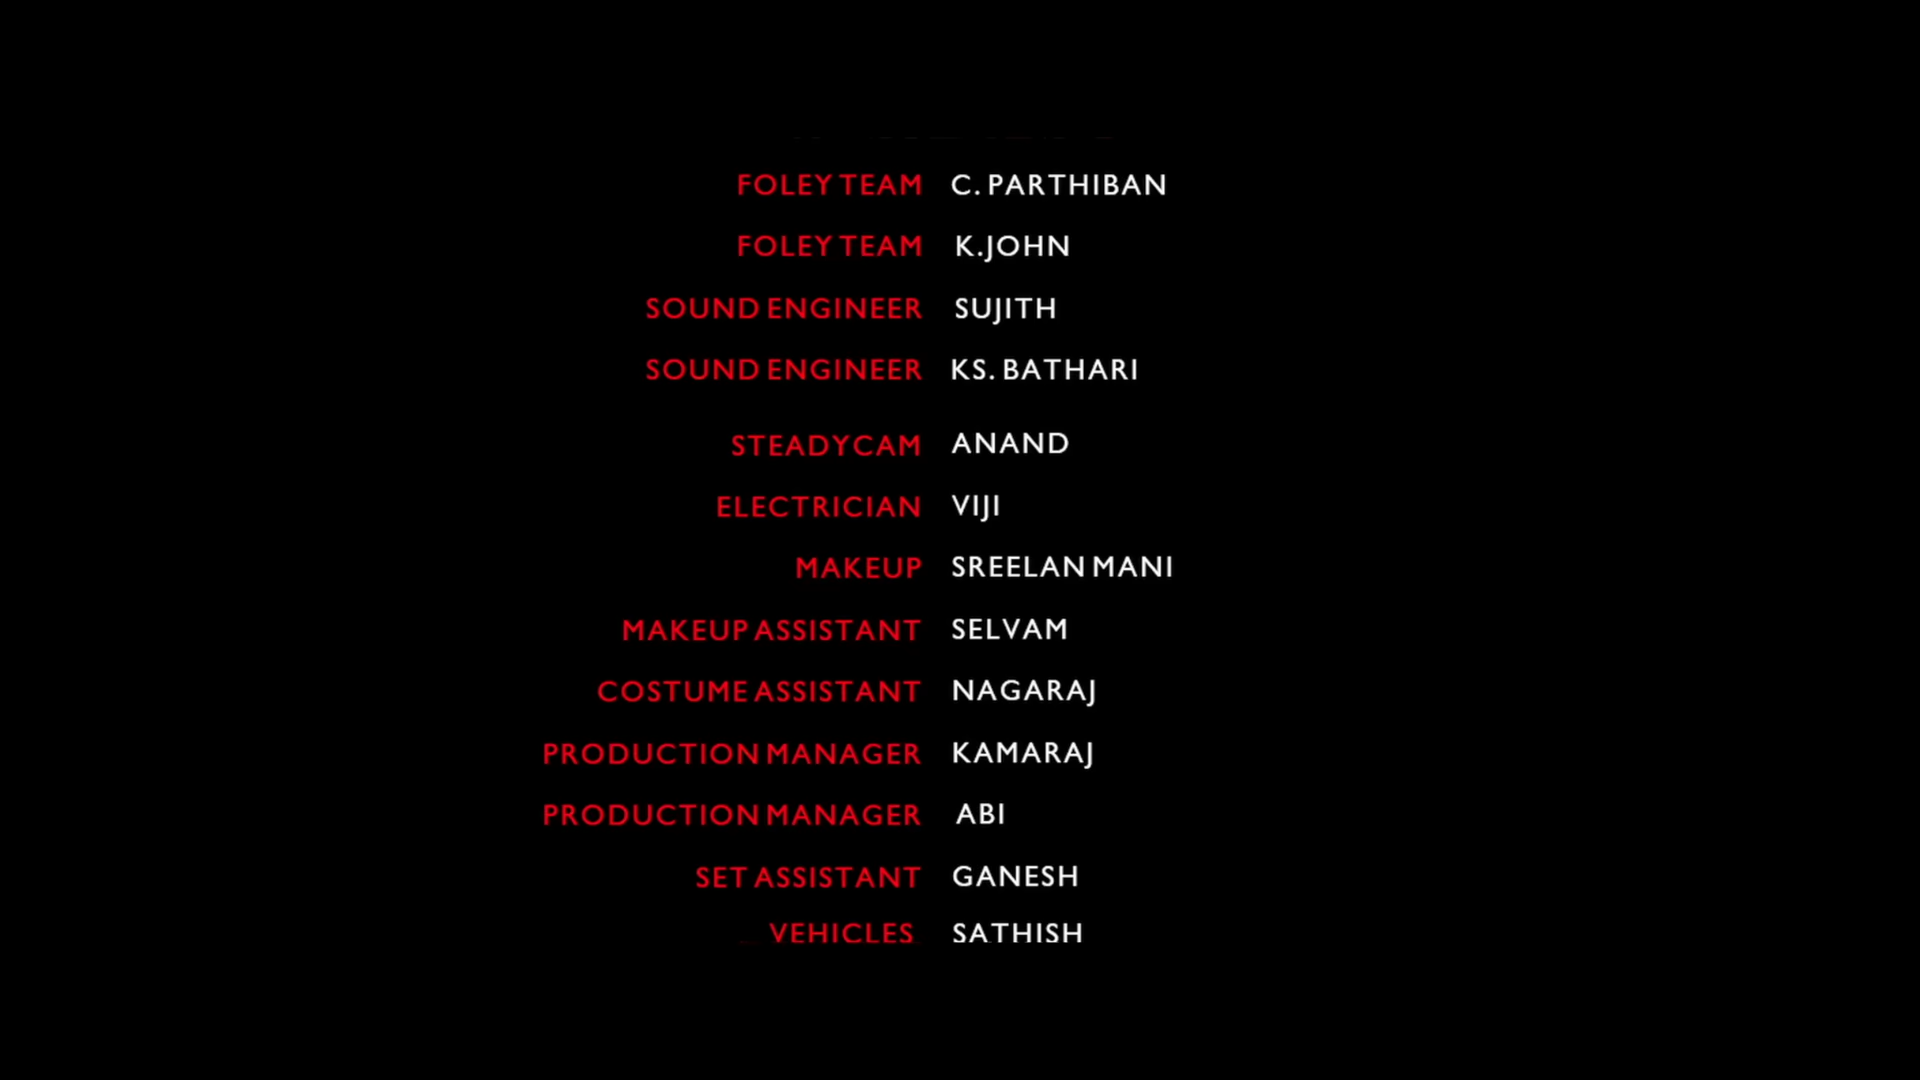 FOLEY TEAM C. PARTHIBAN
FOLEY TEAM K.JOHN
SOUND ENGINEER SUJITH
SOUND ENGINEER KS. BATHARI
STEADYCAM ANAND
ELECTRICIAN VIJI
MAKEUP SREELAN MANI
MAKEUP ASSISTANT SELVAM
COSTUME ASSISTANT NAGARAJ
PRODUCTION MANAGER KAMARAJ
PRODUCTION MANAGER ABI
SET ASSISTANT GANESH
VEHICLES SATHISH